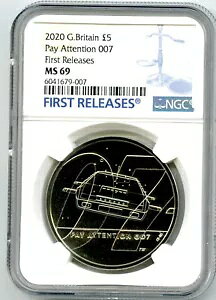 2020 G.Britain £5
Pay Attention 007
First Releases
MS 69
6041679-007
FIRST RELEASES
NGC
PAY ATTENTION 007